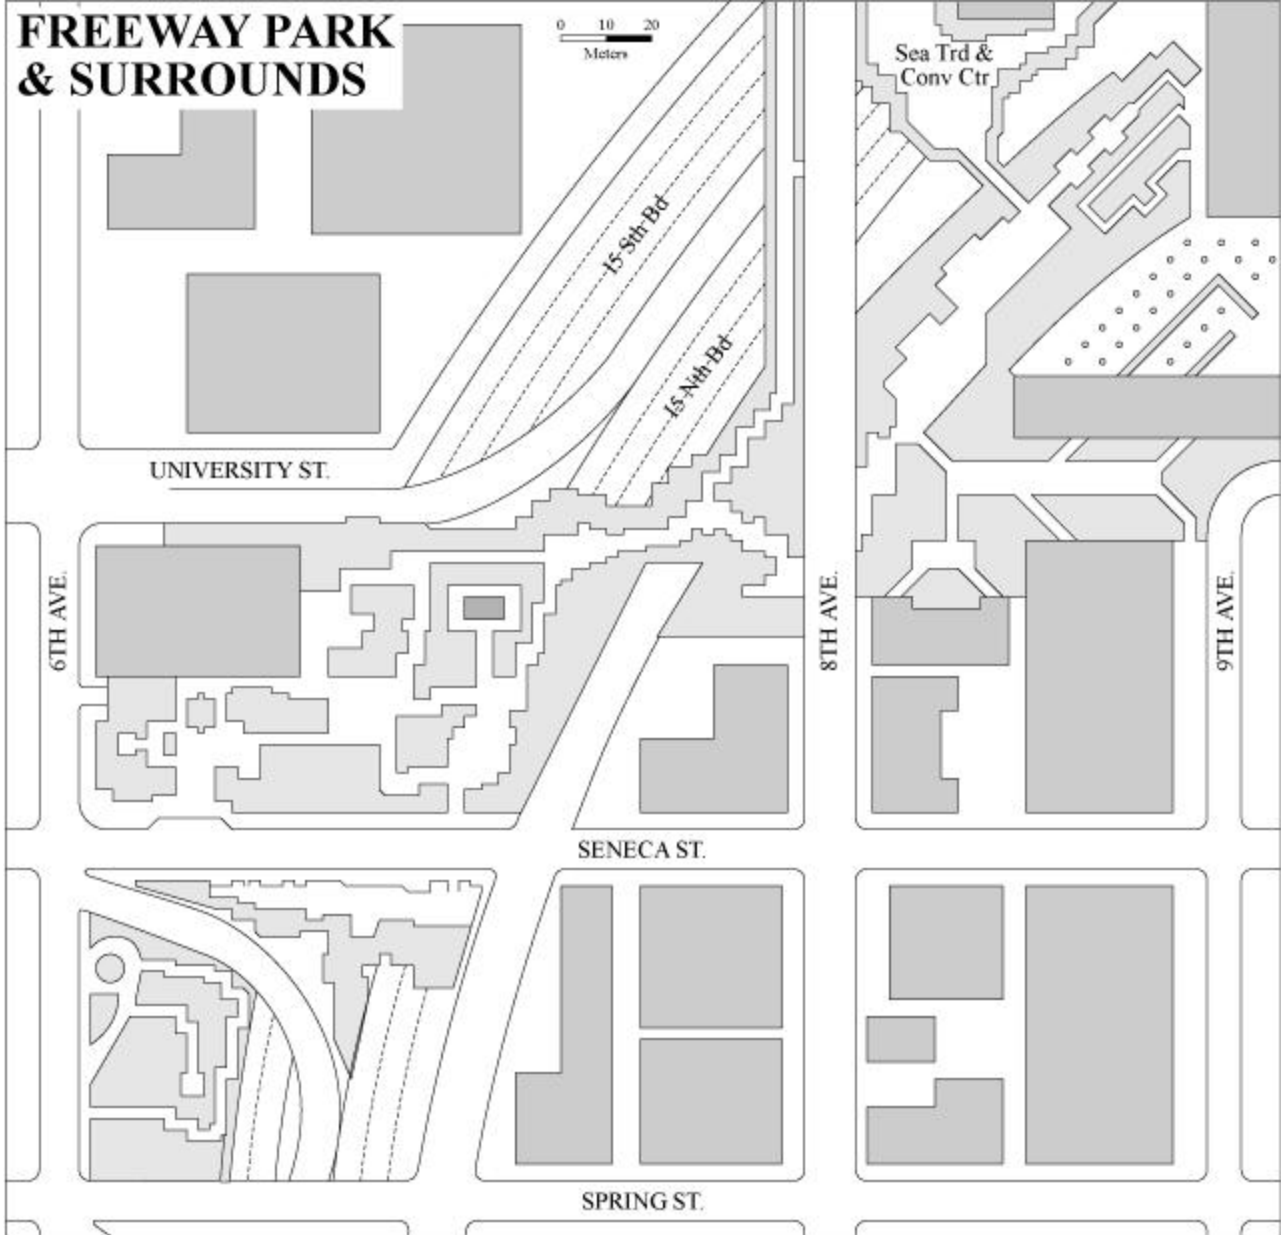 FREEWAY PARK
& SURROUNDS
0 10 20
Meters
Sea Trd &
Conv Ctr
I5 Sth Bd
I5 Nth Bd
UNIVERSITY ST.
6TH AVE.
8TH AVE.
9TH AVE.
SENECA ST.
SPRING ST.